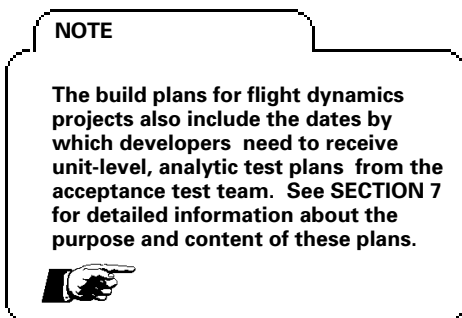 NOTE
The build plans for flight dynamics
projects also include the dates by
which developers need to receive
unit-level, analytic test plans from the
acceptance test team. See SECTION 7
for detailed information about the
purpose and content of these plans.